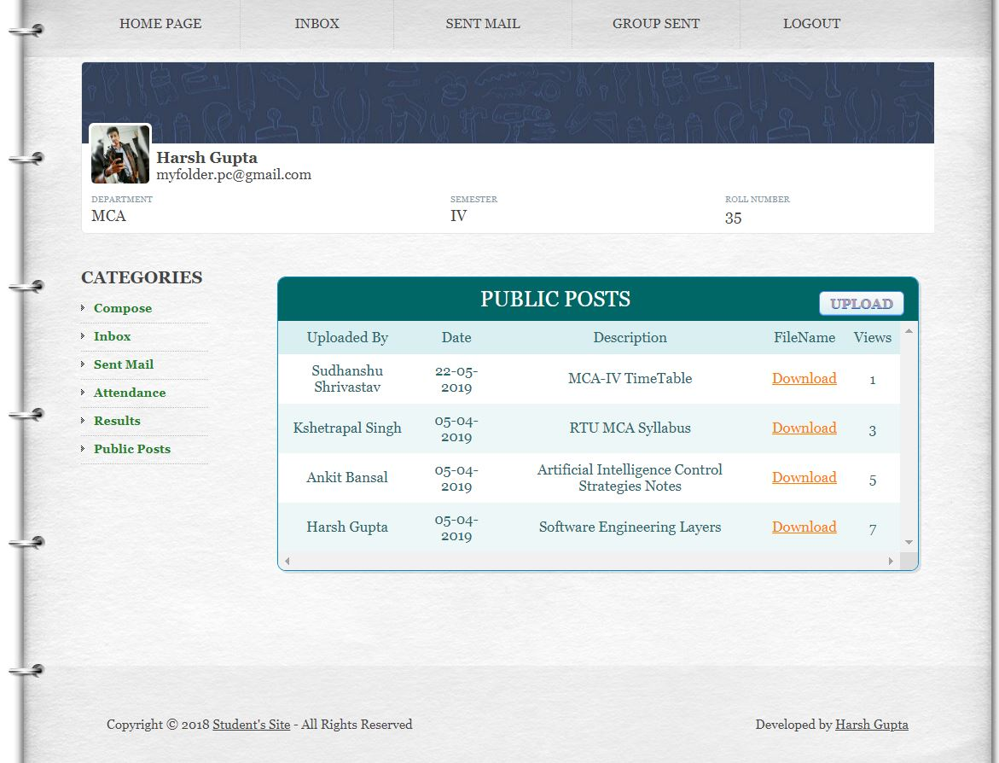 HOME PAGE INBOX SENT MAIL GROUP SENT LOGOUT
Harsh Gupta
myfolder.pc@gmail.com
DEPARTMENT SEMESTER ROLL NUMBER
MCA IV 35
CATEGORIES
Compose
Inbox
Sent Mail
Attendance
Results
Public Posts
PUBLIC POSTS UPLOAD
Uploaded By Date Description FileName Views
Sudhanshu
Shrivastav
22-05-
2019
MCA-IV TimeTable Download 1
Kshetrapal Singh
05-04-
2019
RTU MCA Syllabus Download 3
Ankit Bansal
05-04-
2019
Artificial Intelligence Control
Strategies Notes
Download 5
Harsh Gupta
05-04-
2019
Software Engineering Layers Download 7
Copyright © 2018 Student's Site - All Rights Reserved Developed by Harsh Gupta